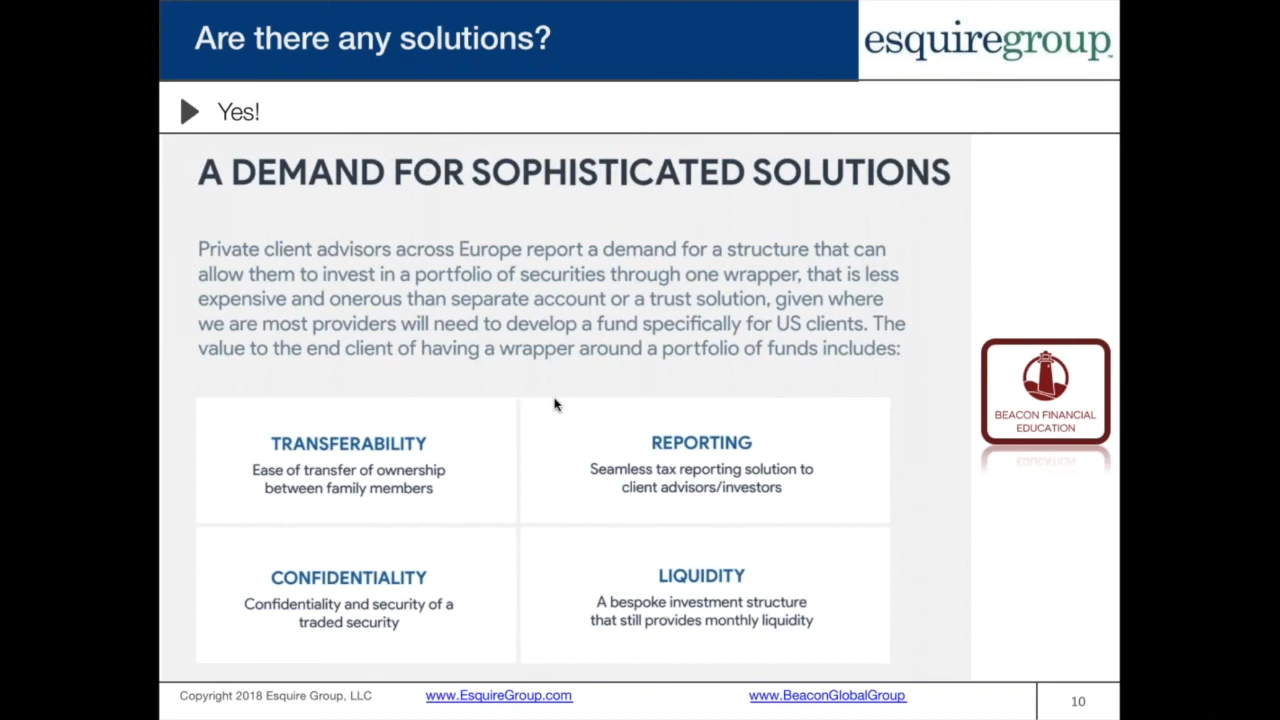 Are there any solutions?
esquiregroup™
Yes!
A DEMAND FOR SOPHISTICATED SOLUTIONS
Private client advisors across Europe report a demand for a structure that can
allow them to invest in a portfolio of securities through one wrapper, that is less
expensive and onerous than separate account or a trust solution, given where
we are most providers will need to develop a fund specifically for US clients. The
value to the end client of having a wrapper around a portfolio of funds includes:
TRANSFERABILITY
Ease of transfer of ownership
between family members
REPORTING
Seamless tax reporting solution to
client advisors/investors
CONFIDENTIALITY
Confidentiality and security of a
traded security
LIQUIDITY
A bespoke investment structure
that still provides monthly liquidity
BEACON FINANCIAL
EDUCATION
Copyright 2018 Esquire Group, LLC
www.EsquireGroup.com
www.BeaconGlobalGroup
10